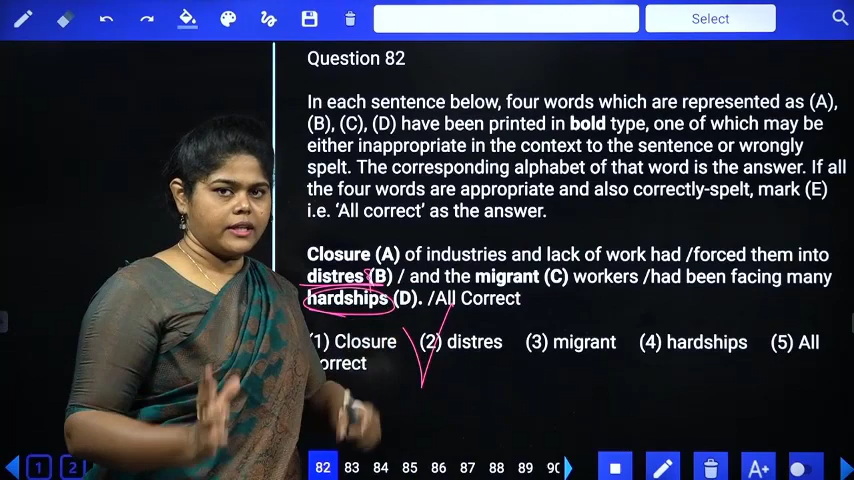 Select
Question 82
In each sentence below, four words which are represented as (A),
(B), (C), (D) have been printed in bold type, one of which may be
either inappropriate in the context to the sentence or wrongly
spelt. The corresponding alphabet of that word is the answer. If all
the four words are appropriate and also correctly-spelt, mark (E)
i.e. 'All correct' as the answer.
Closure (A) of industries and lack of work had /forced them into
distres (B) / and the migrant (C) workers /had been facing many
hardships (D). /All Correct
(1) Closure (2) distres (3) migrant (4) hardships (5) All
orrect
1 2 82 83 84 85 86 87 88 89 90 A+